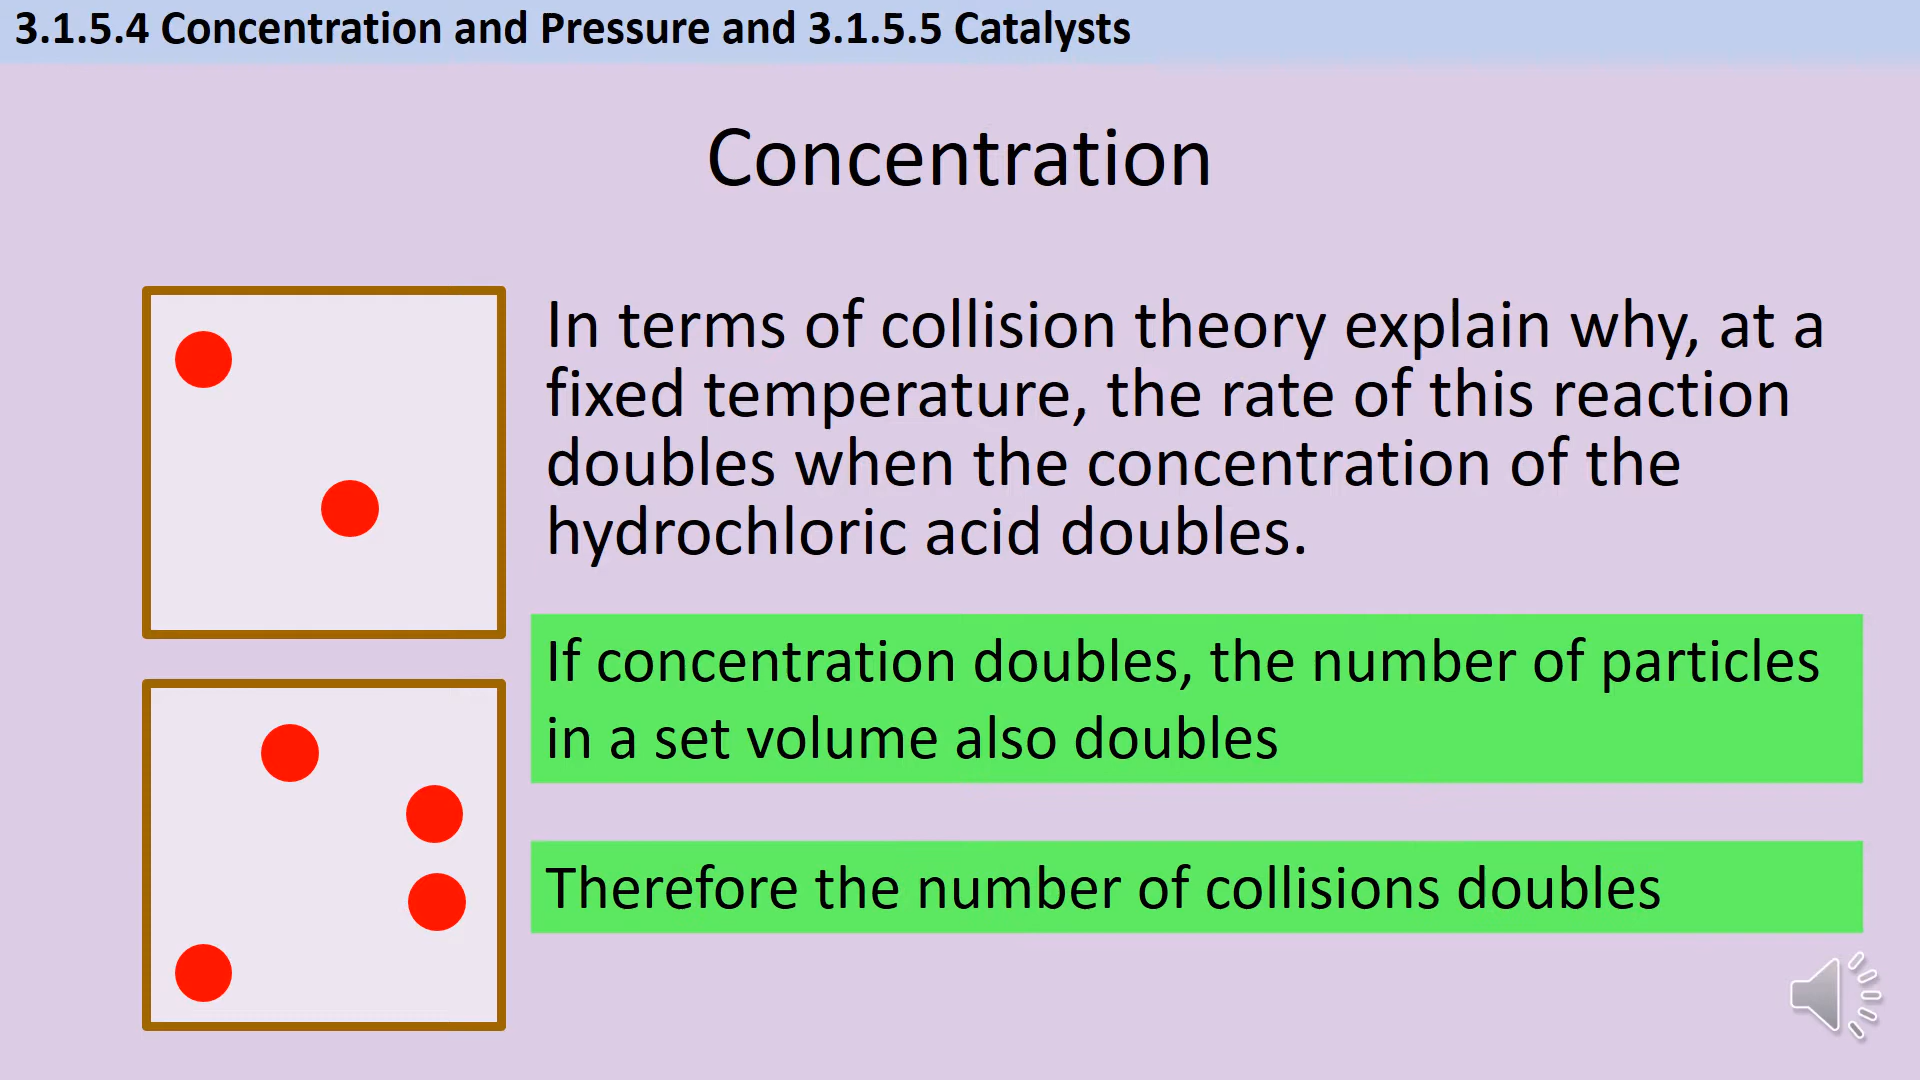 3.1.5.4 Concentration and Pressure and 3.1.5.5 Catalysts
Concentration
In terms of collision theory explain why, at a
fixed temperature, the rate of this reaction
doubles when the concentration of the
hydrochloric acid doubles.
If concentration doubles, the number of particles
in a set volume also doubles
Therefore the number of collisions doubles